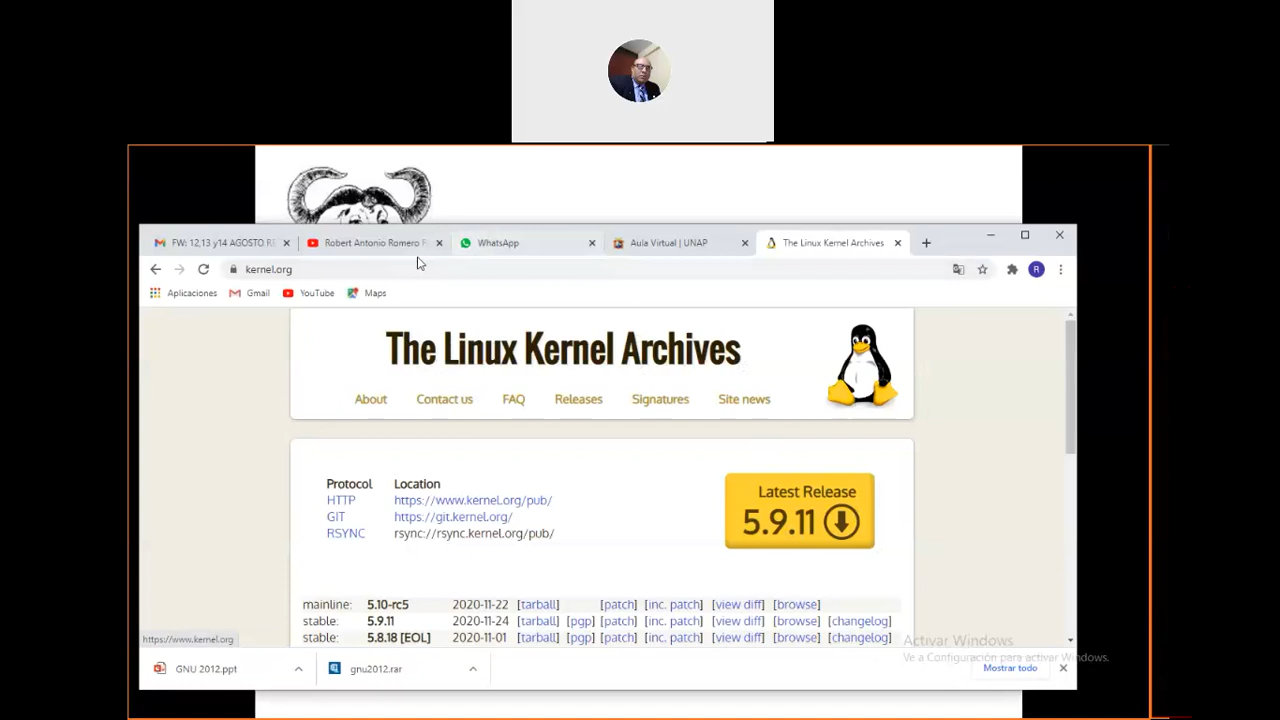 FW: 12,13 y14 AGOSTO RE
Robert Antonio Romero F
WhatsApp
Aula Virtual | UNAP
The Linux Kernel Archives
kernel.org
R
Aplicaciones
Gmail
YouTube
Maps
The Linux Kernel Archives
About
Contact us
FAQ
Releases
Signatures
Site news
Protocol Location
HTTP https://www.kernel.org/pub/
GIT https://git.kernel.org/
RSYNC rsync://rsync.kernel.org/pub/
Latest Release
5.9.11
mainline: 5.10-rc5 2020-11-22 [tarball] [patch] [inc. patch] [view diff] [browse]
stable: 5.9.11 2020-11-24 [tarball] [pgp] [patch] [inc. patch] [view diff] [browse] [changelog]
stable: 5.8.18 [EOL] 2020-11-01 [tarball] [pgp] [patch] [inc. patch] [view diff] [browse] [changelog]
https://www.kernel.org
Activar Windows
Ve a Configuración para activar Windows.
GNU 2012.ppt
gnu2012.rar
Mostrar todo